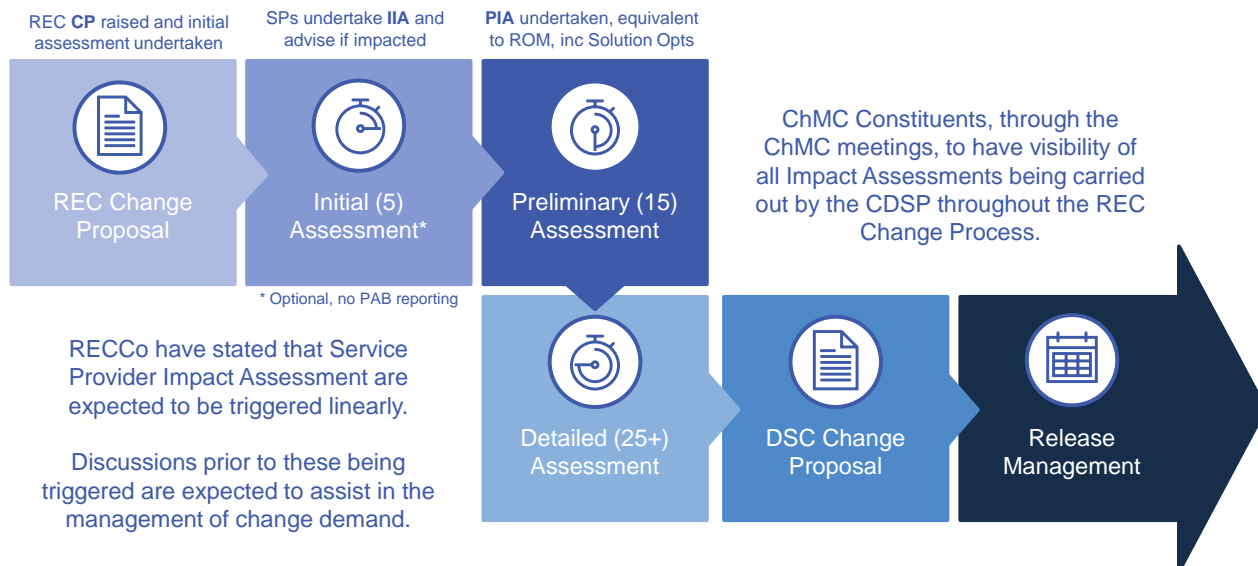 REC CP raised and initial
assessment undertaken
SPs undertake IIA and
advise if impacted
PIA undertaken, equivalent
to ROM, inc Solution Opts
REC Change
Proposal
Initial (5)
Assessment*
Preliminary (15)
Assessment
* Optional, no PAB reporting
ChMC Constituents, through the
ChMC meetings, to have visibility of
all Impact Assessments being carried
out by the CDSP throughout the REC
Change Process.
RECCo have stated that Service
Provider Impact Assessment are
expected to be triggered linearly.
Discussions prior to these being
triggered are expected to assist in the
management of change demand.
Detailed (25+)
Assessment
DSC Change
Proposal
Release
Management